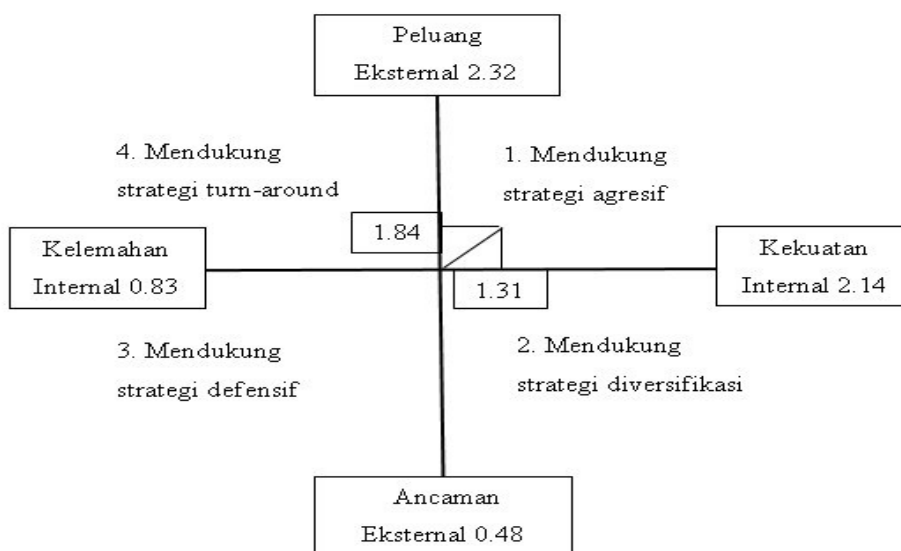 Peluang
Eksternal 2.32
4. Mendukung
strategi turn-around
1. Mendukung
strategi agresif
1.84
Kelemahan
Internal 0.83
Kekuatan
Internal 2.14
1.31
3. Mendukung
strategi defensif
2. Mendukung
strategi diversifikasi
Ancaman
Eksternal 0.48